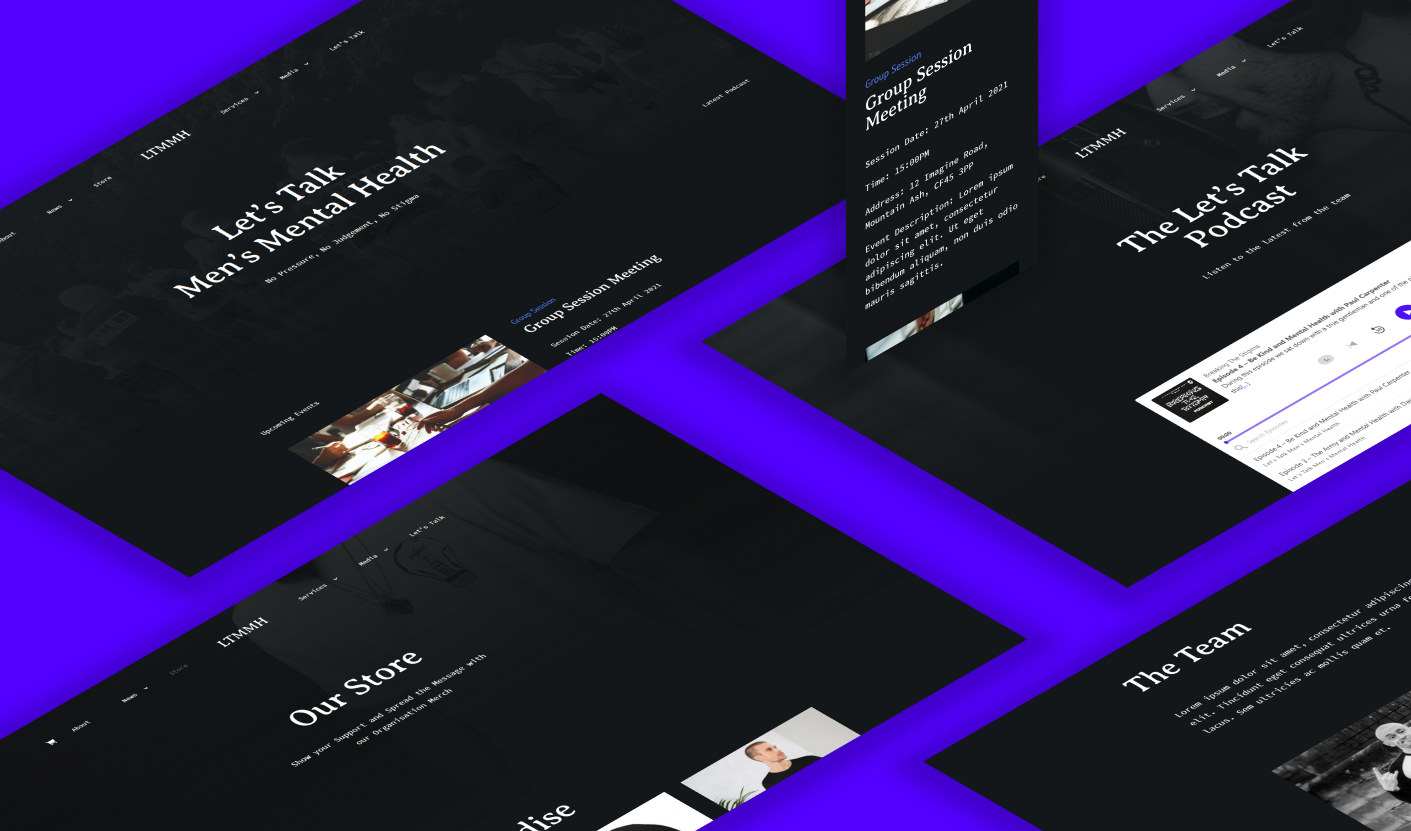 About
News
Store
LTMMH
Services
Media
Let's Talk
Let's Talk
Men's Mental Health
No Pressure, No Judgement, No Stigma
Latest Podcast
Upcoming Events
Group Session
Group Session Meeting
Session Date: 27th April 2021
Time: 15:00PM
Group Session
Group Session
Meeting
Session Date: 27th April 2021
Time: 15:00PM
Address: 12 Imagine Road,
Mountain Ash, CF45 3PP
Event Description: Lorem ipsum
dolor sit amet, consectetur
adipiscing elit. Ut eget
bibendum aliquam, non duis odio
mauris sagittis.
LTMMH
Services
Media
Let's Talk
The Let's Talk
Podcast
Listen to the latest from the team
BREAKING
THE
STIGMA
PODCAST
Breaking The Stigma
Episode 4 – Be Kind and Mental Health with Paul Carpenter
During this episode we sat down with a true gentleman and one of the
[...]
00:00
Search Episodes
Episode 4 – Be Kind and Mental Health with Paul Carpenter
Let's Talk Men's Mental Health
Episode 3 – The Army and Mental Health with
Let's Talk Men's Mental Health
About
News
Store
LTMMH
Services
Media
Let's Talk
Our Store
Show your Support and Spread the Message with
our Organisation Merch
dise
The Team
Lorem ipsum dolor sit amet, consectetur adipiscing
elit. Tincidunt eget consequat ultrices urna
lacus. Sem ultricies ac mollis quam et.